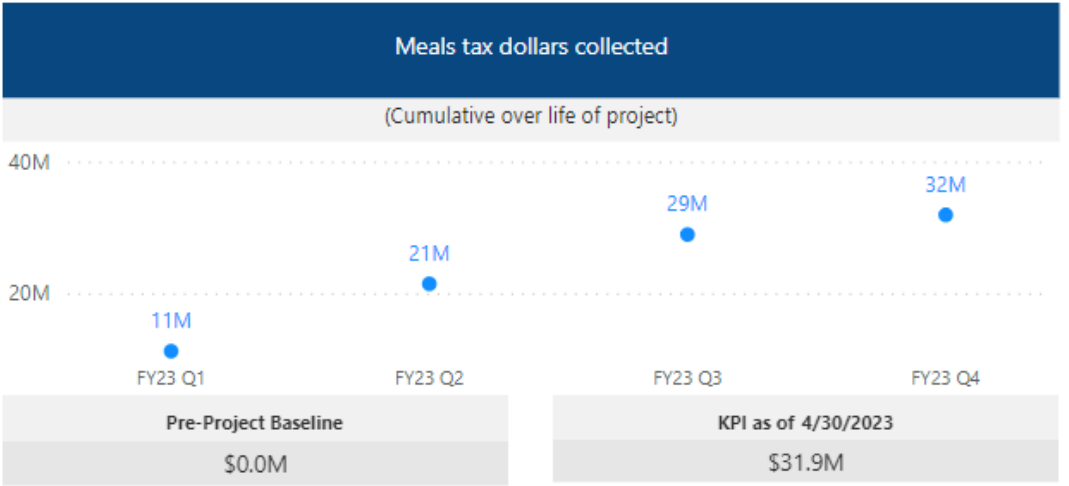 Meals tax dollars collected
(Cumulative over life of project)
40M
32M
29M
21M
20M
11M
FY23 Q1 FY23 Q2 FY23 Q3 FY23 Q4
Pre-Project Baseline KPI as of 4/30/2023
$0.0M $31.9M